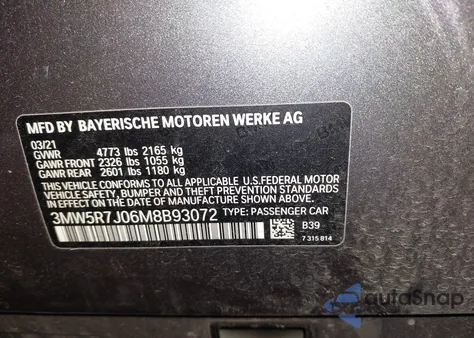 MFD BY BAYERISCHE MOTOREN WERKE AG
03/21
GVWR 4773 lbs 2165 kg
GAWR FRONT 2326 lbs 1055 kg
GAWR REAR 2601 lbs 1180 kg
THIS VEHICLE CONFORMS TO ALL APPLICABLE U.S.FEDERAL MOTOR
VEHICLE SAFETY, BUMPER AND THEFT PREVENTION STANDARDS
IN EFFECT ON THE DATE OF MANUFACTURE SHOWN ABOVE.
3MW5R7J06M8B93072 TYPE: PASSENGER CAR
B39
7 315 814
autoSnap